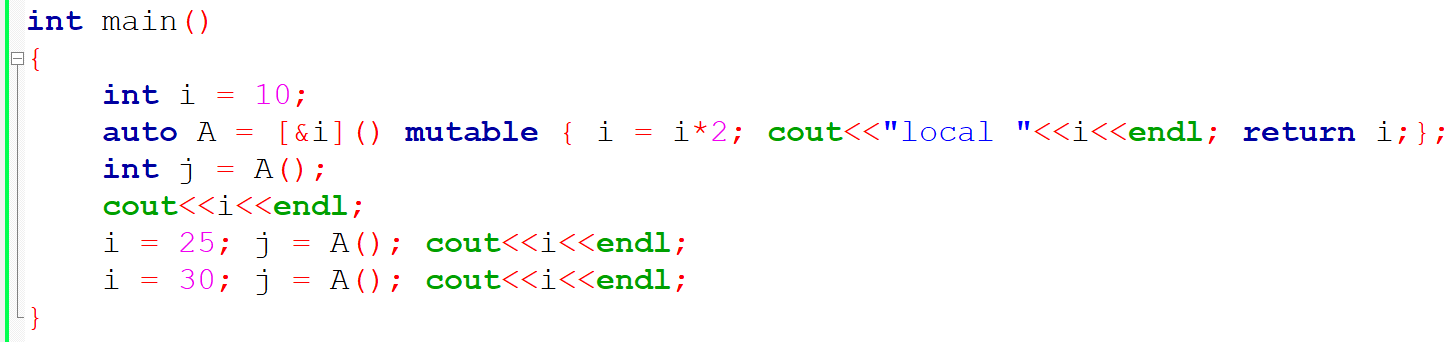 int main()
{
    int i = 10;
    auto A = [&i]() mutable { i = i*2; cout<<"local "<<i<<endl; return i;};
    int j = A();
    cout<<i<<endl;
    i = 25; j = A(); cout<<i<<endl;
    i = 30; j = A(); cout<<i<<endl;
}